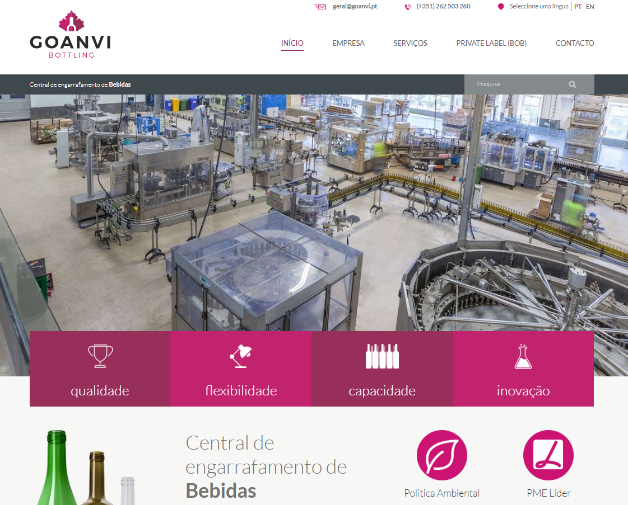 geral@goanvi.pt
(+351) 262 503 260
Seleccione uma língua | PT EN
GOANVI
BOTTLING
INÍCIO EMPRESA SERVIÇOS PRIVATE LABEL (BOB) CONTACTO
Central de engarrafamento de Bebidas
Pesquisa
qualidade flexibilidade capacidade inovação
Central de
engarrafamento de
Bebidas
Politica Ambiental PME Líder